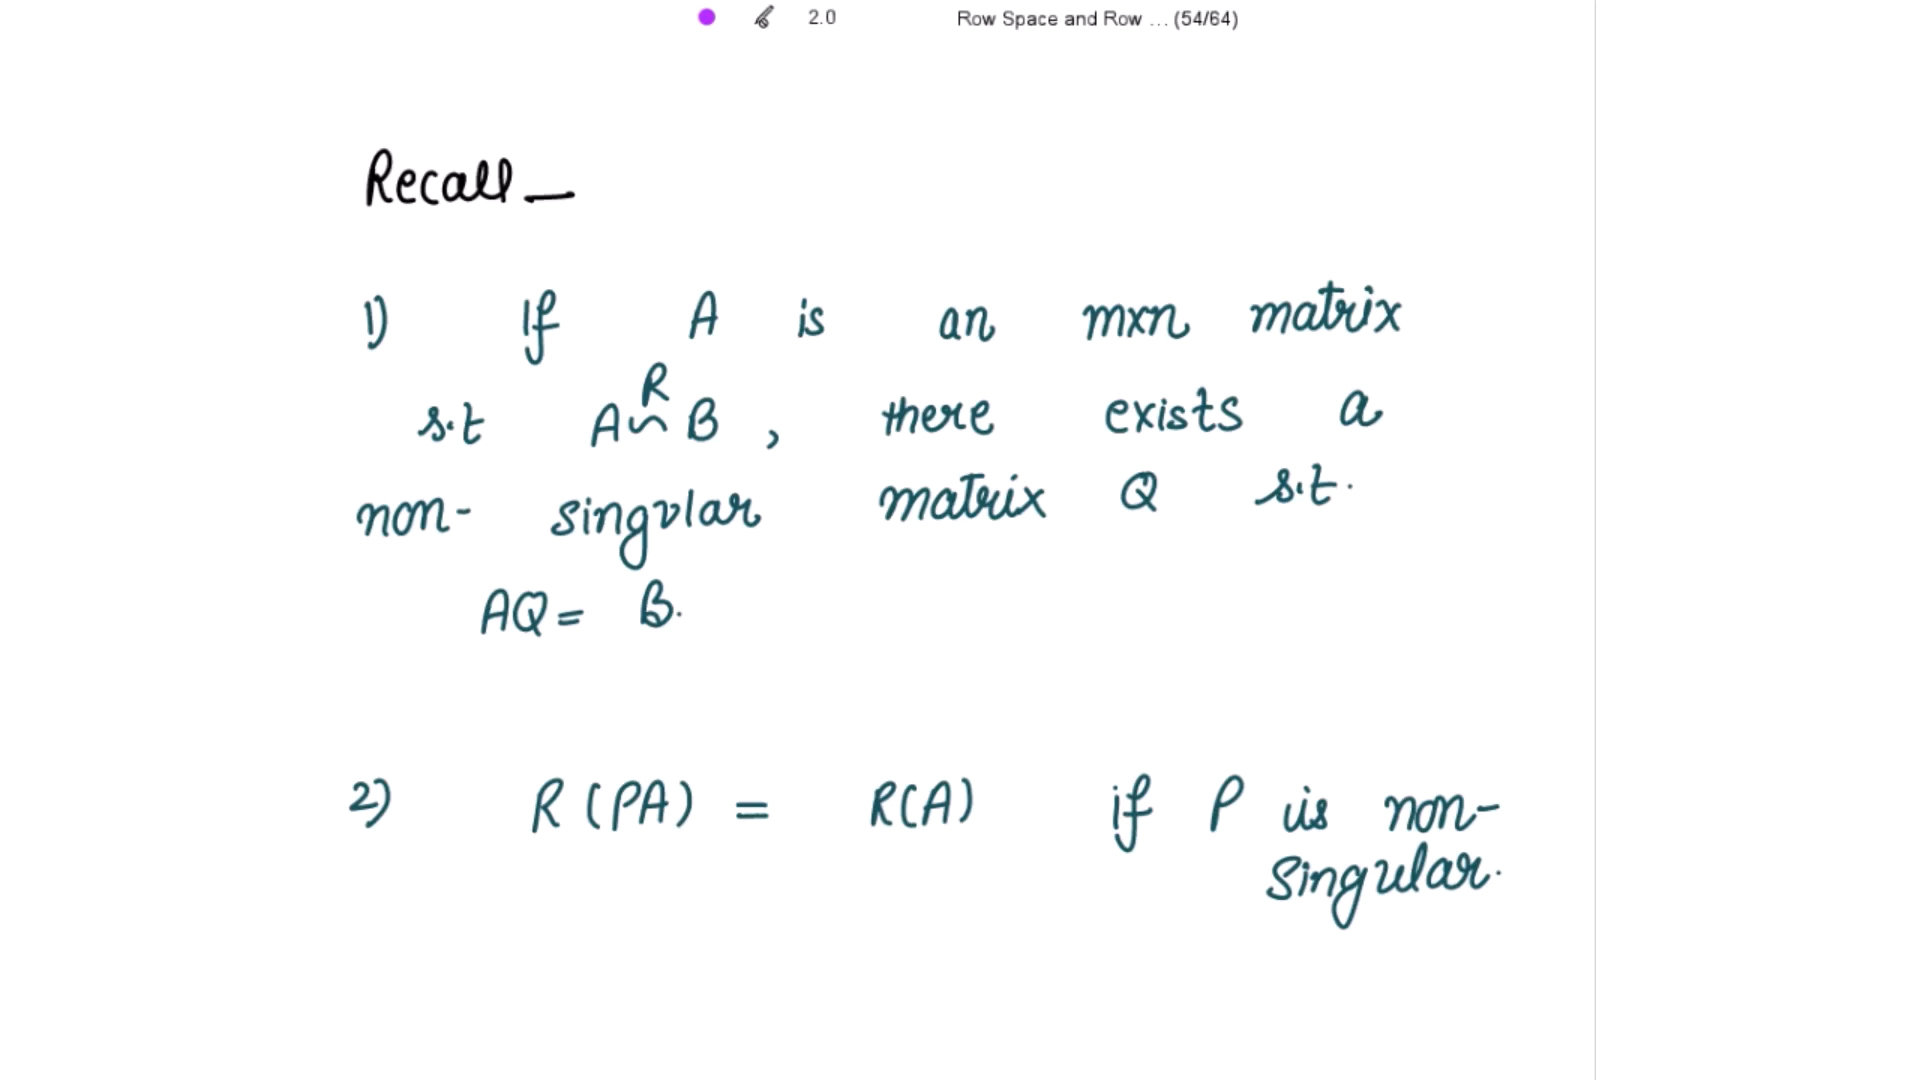 2.0 Row Space and Row ... (54/64)
Recall —
1) If A is an mxn matrix
s.t A R~ B , there exists a
non- singular matrix Q s.t.
AQ = B.
2) R (PA) = R(A) if P is non-
singular.